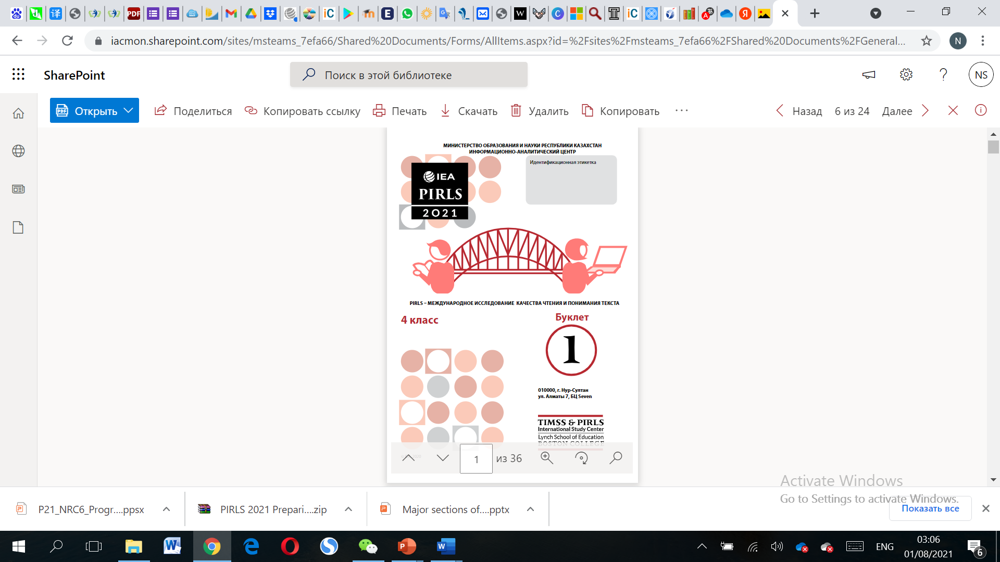 iacmon.sharepoint.com/sites/msteams_7efa66/Shared%20Documents/Forms/AllItems.aspx?id=%2Fsites%2Fmsteams_7efa66%2FShared%20Documents%2FGeneral...
N
SharePoint
Поиск в этой библиотеке
NS
PDF
Открыть
Поделиться
Копировать ссылку
Печать
Скачать
Удалить
Копировать
Назад
6 из 24
Далее
МИНИСТЕРСТВО ОБРАЗОВАНИЯ И НАУКИ РЕСПУБЛИКИ КАЗАХСТАН
ИНФОРМАЦИОННО-АНАЛИТИЧЕСКИЙ ЦЕНТР
Идентификационная этикетка
IEA
PIRLS
2021
PIRLS – МЕЖДУНАРОДНОЕ ИССЛЕДОВАНИЕ КАЧЕСТВА ЧТЕНИЯ И ПОНИМАНИЯ ТЕКСТА
4 класс
Буклет
1
010000, г. Нур-Султан
ул. Алматы 7, БЦ Seven
TIMSS & PIRLS
International Study Center
Lynch School of Education
BOSTON COLLEGE
1
из 36
Activate Windows
Go to Settings to activate Windows.
P21_NRC6_Progr....ppsx
PIRLS 2021 Prepari....zip
Major sections of....pptx
Показать все
ENG
03:06
01/08/2021
6